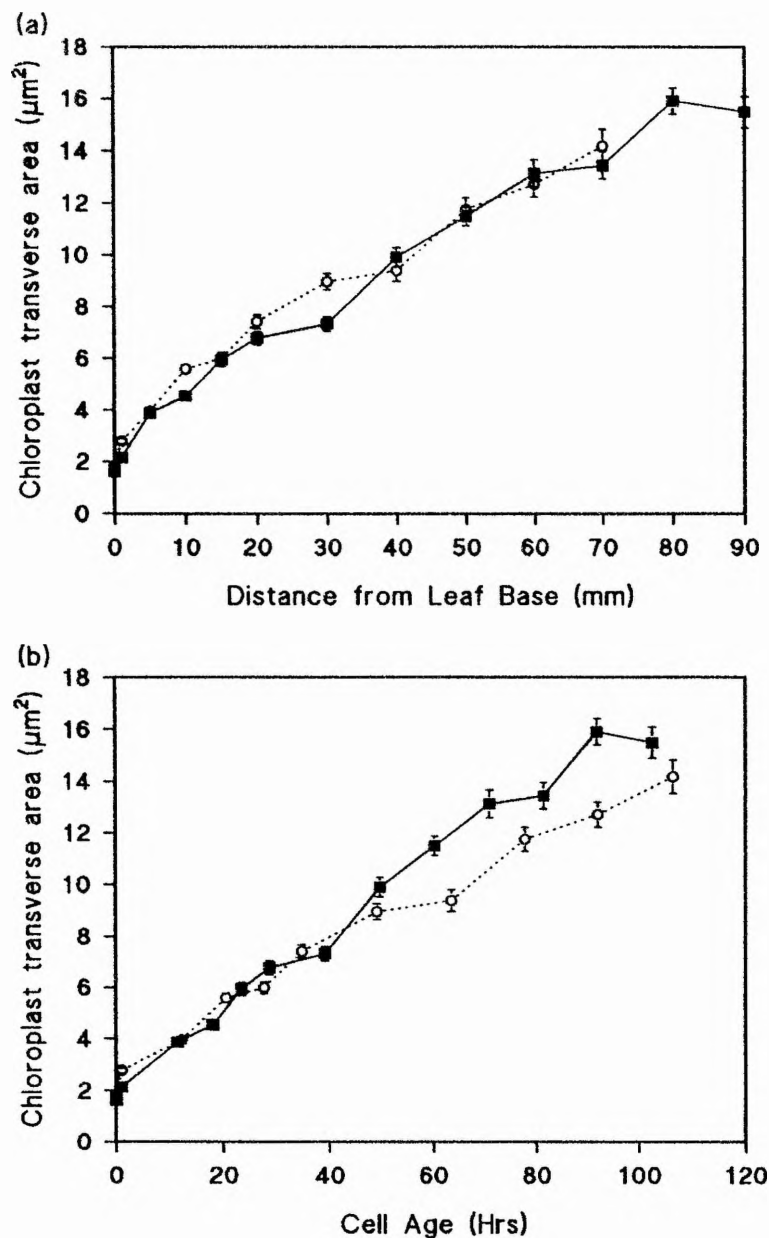 (a)
18
16
14
12
10
8
6
4
2
0
Chloroplast transverse area (μm²)
0 10 20 30 40 50 60 70 80 90
Distance from Leaf Base (mm)
(b)
18
16
14
12
10
8
6
4
2
0
Chloroplast transverse area (μm²)
0 20 40 60 80 100 120
Cell Age (Hrs)